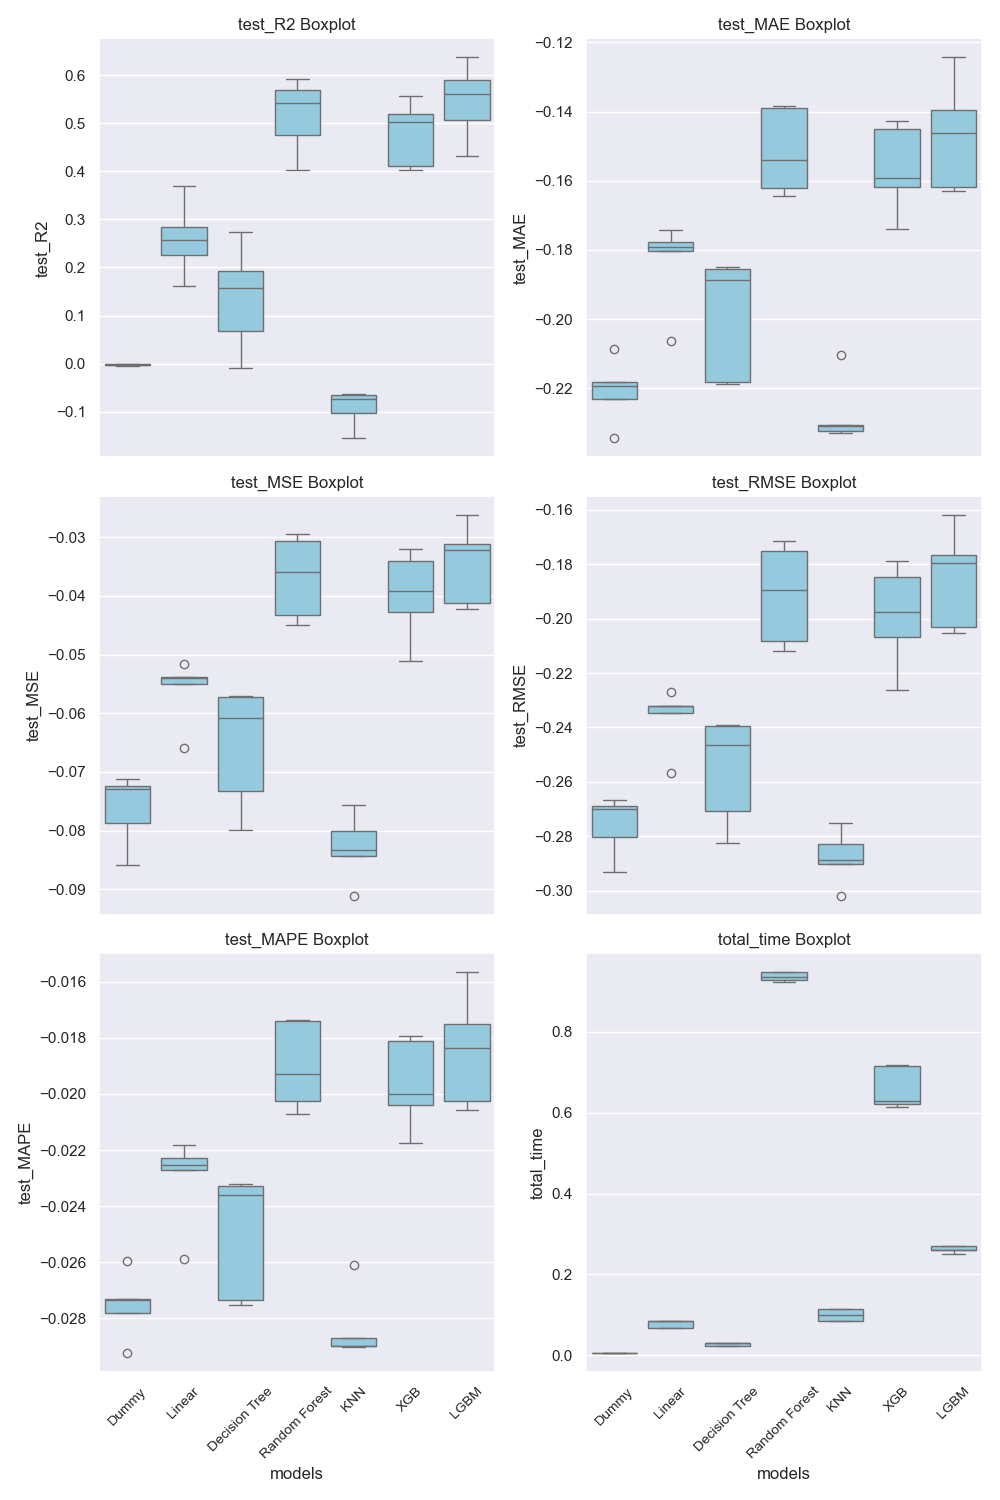 test_R2 Boxplot
0.6
0.5
0.4
0.3
0.2
0.1
0.0
−0.1
test_R2
test_MAE Boxplot
−0.12
−0.14
−0.16
−0.18
−0.20
−0.22
test_MAE
test_MSE Boxplot
−0.03
−0.04
−0.05
−0.06
−0.07
−0.08
−0.09
test_MSE
test_RMSE Boxplot
−0.16
−0.18
−0.20
−0.22
−0.24
−0.26
−0.28
−0.30
test_RMSE
test_MAPE Boxplot
−0.016
−0.018
−0.020
−0.022
−0.024
−0.026
−0.028
test_MAPE
Dummy
Linear
Decision Tree
Random Forest
KNN
XGB
LGBM
models
total_time Boxplot
0.8
0.6
0.4
0.2
0.0
total_time
Dummy
Linear
Decision Tree
Random Forest
KNN
XGB
LGBM
models